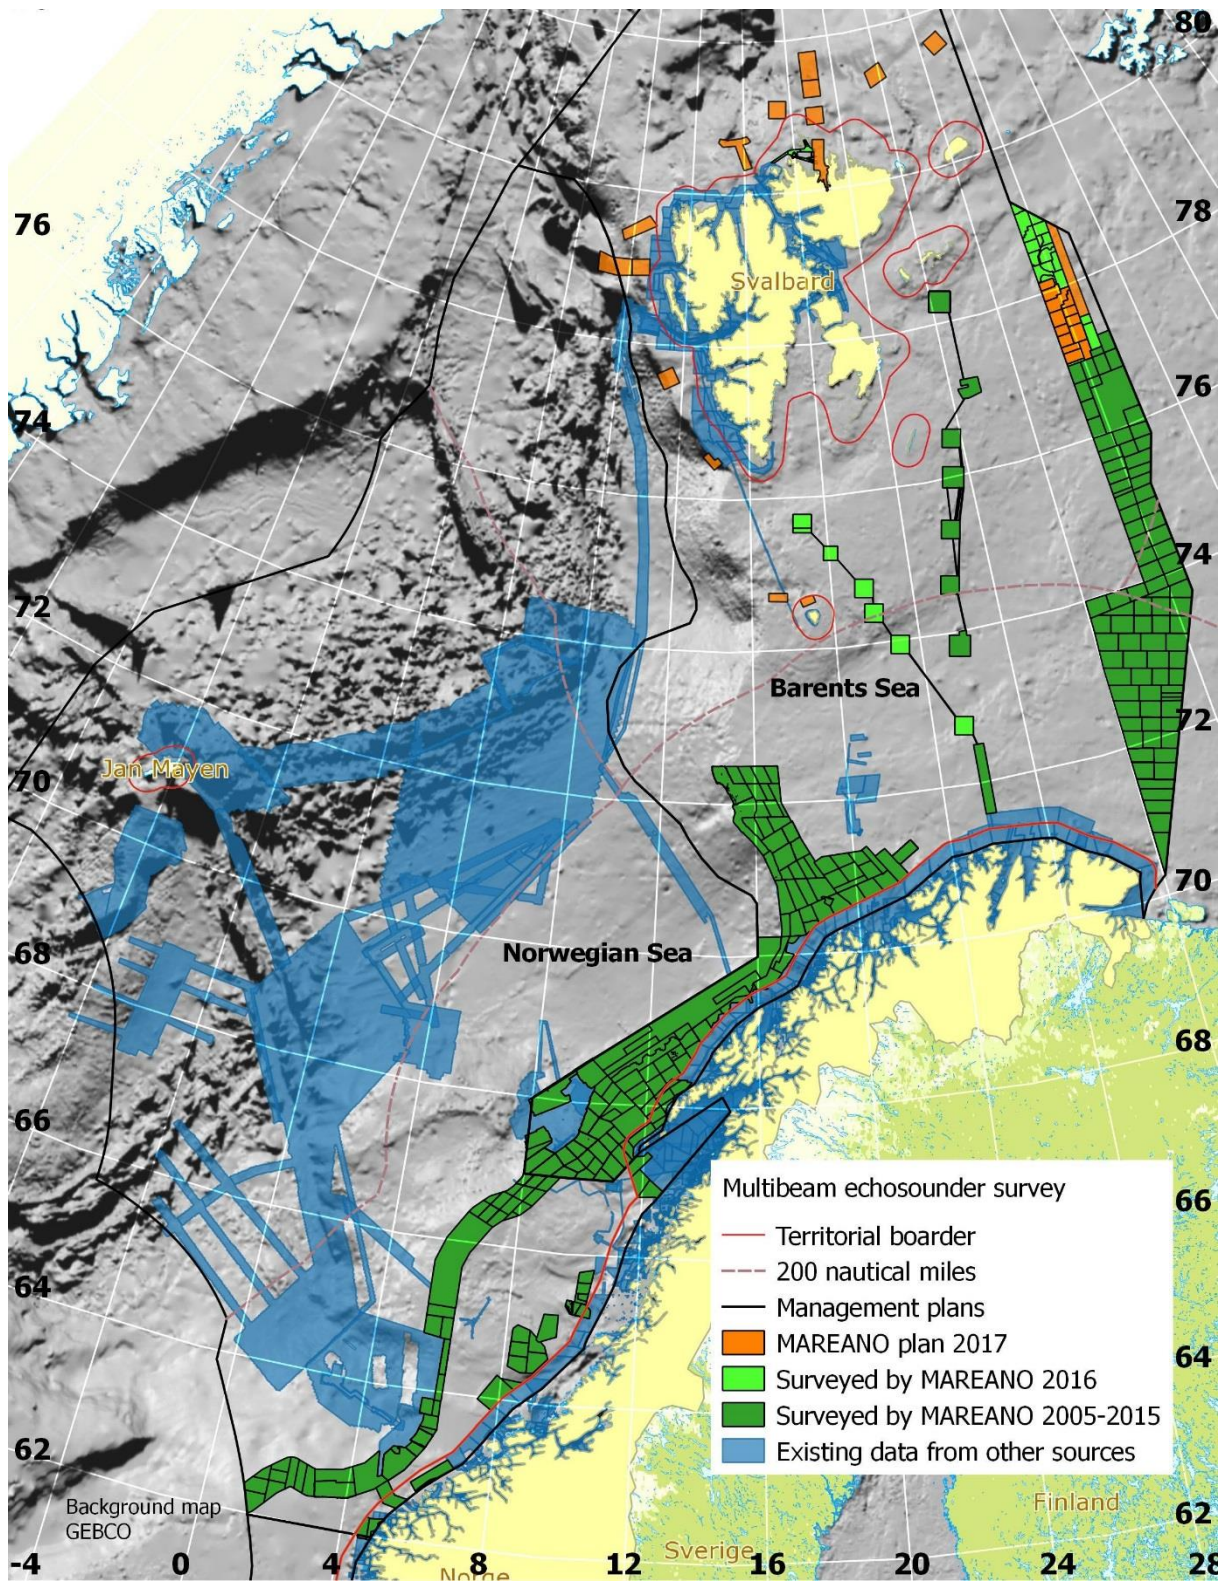 80
76
78
Svalbard
76
74
74
72
Barents Sea
72
Jan Mayen
70
70
Norwegian Sea
68
68
66
66
Multibeam echosounder survey
Territorial boarder
200 nautical miles
Management plans
MAREANO plan 2017
Surveyed by MAREANO 2016
Surveyed by MAREANO 2005-2015
Existing data from other sources
64
64
62
Background map
GEBCO
Finland
62
Sverige
Norge
-4 0 4 8 12 16 20 24 28